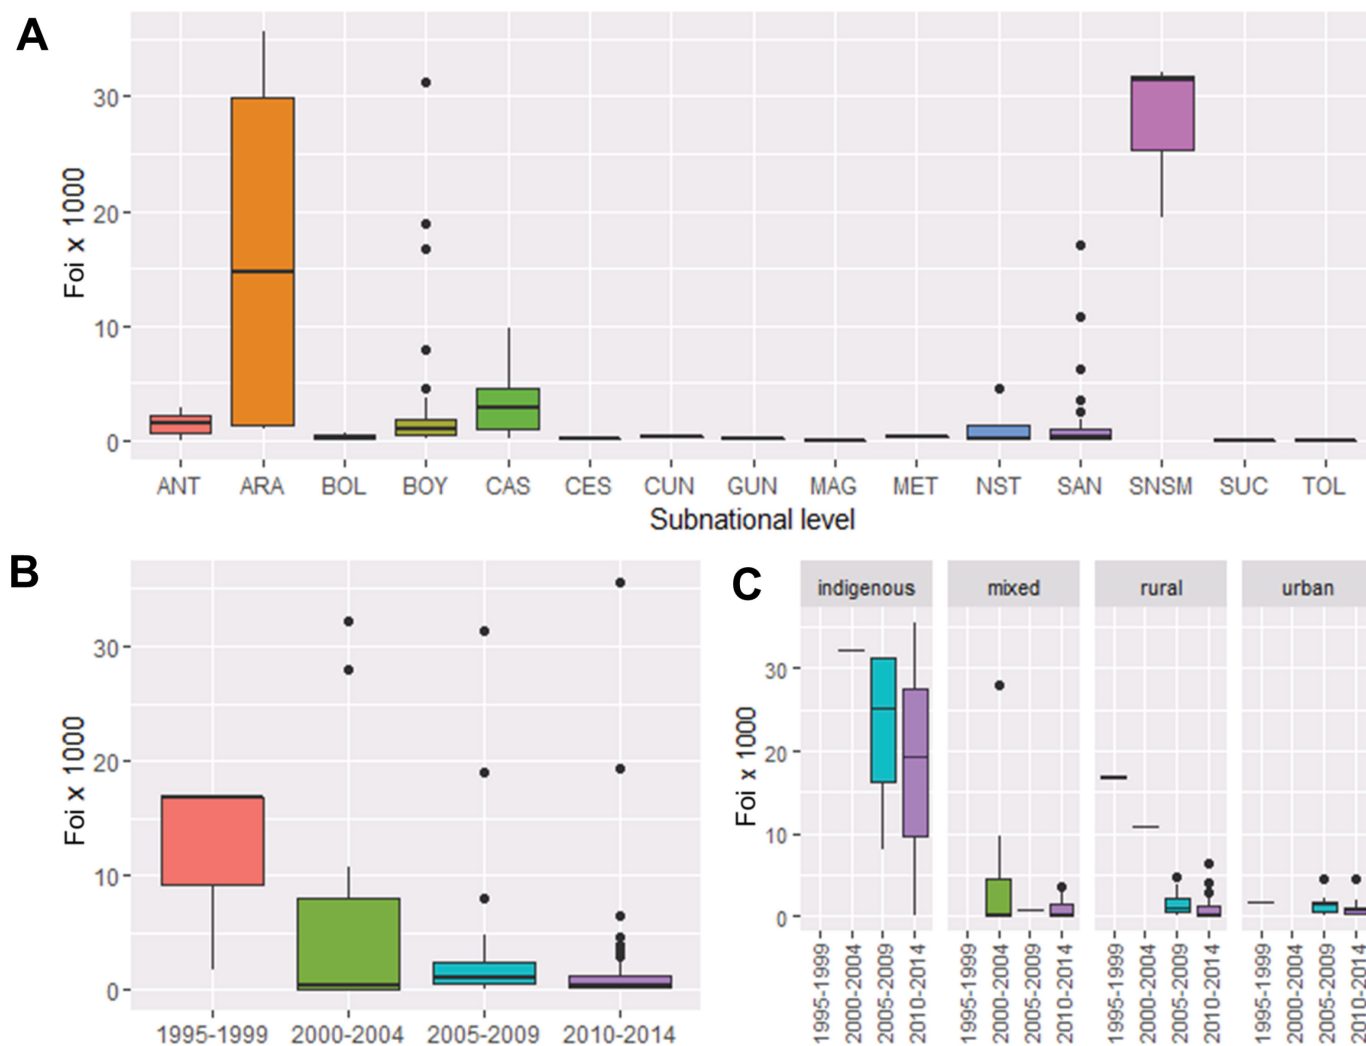 A
Foi x 1000
30
20
10
0
ANT ARA BOL BOY CAS CES CUN GUN MAG MET NST SAN SNSM SUC TOL
Subnational level
B
Foi x 1000
30
20
10
0
1995-1999 2000-2004 2005-2009 2010-2014
C
indigenous mixed rural urban
Foi x 1000
30
20
10
0
1995-1999 2000-2004 2005-2009 2010-2014 1995-1999 2000-2004 2005-2009 2010-2014 1995-1999 2000-2004 2005-2009 2010-2014 1995-1999 2000-2004 2005-2009 2010-2014